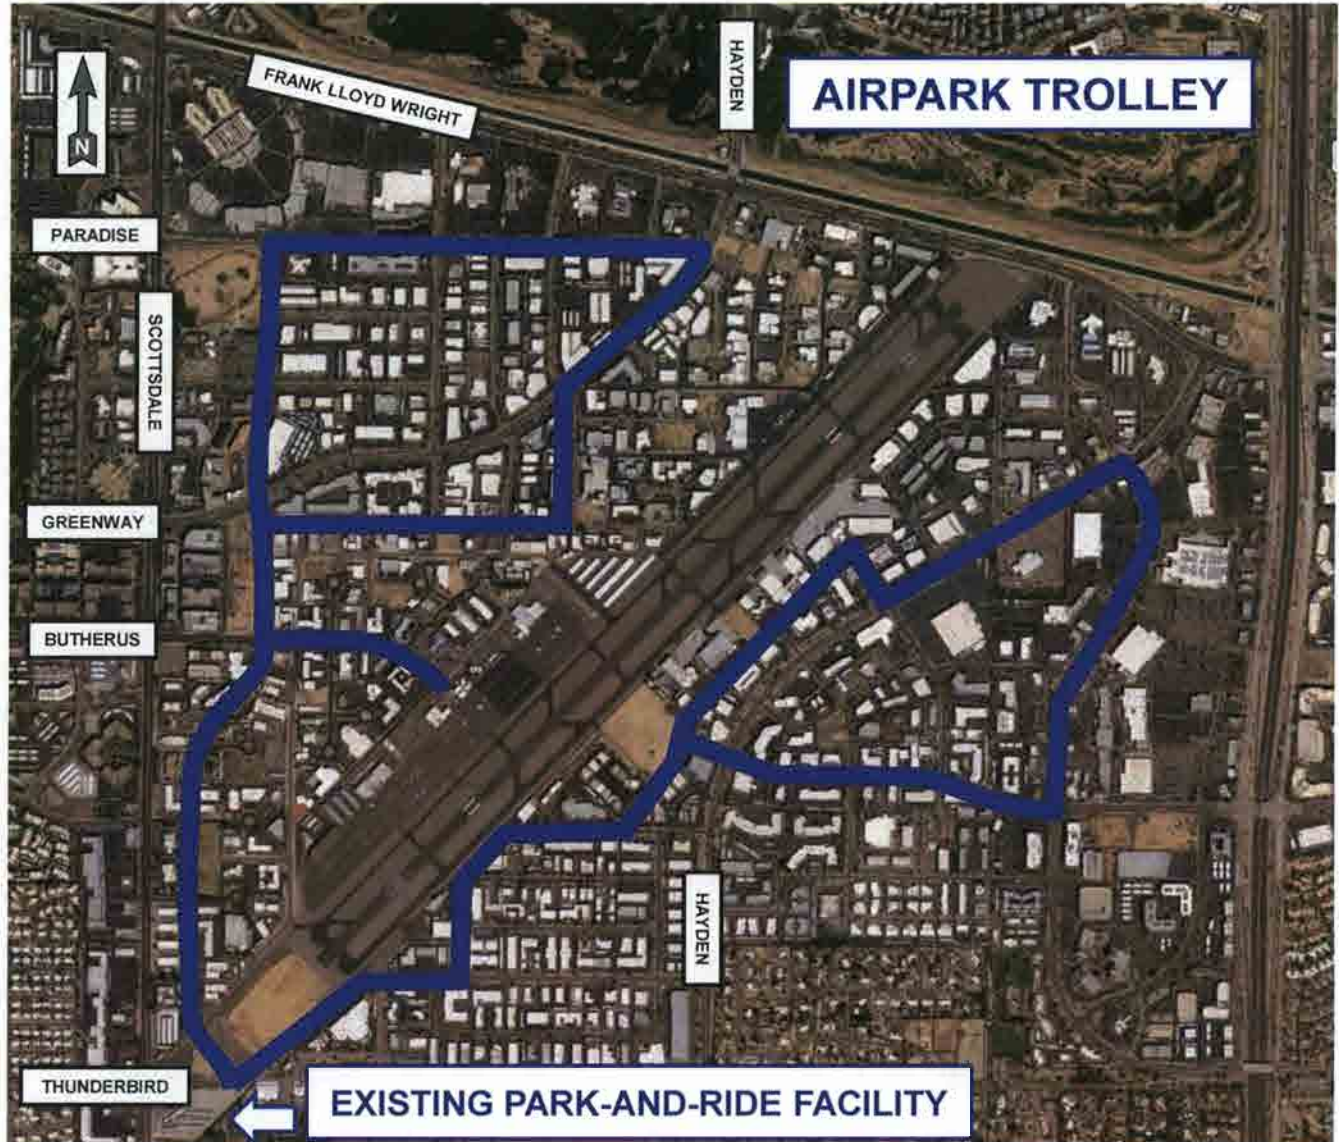 HAYDEN
AIRPARK TROLLEY
FRANK LLOYD WRIGHT
N
PARADISE
SCOTTSDALE
GREENWAY
BUTHERUS
HAYDEN
THUNDERBIRD
EXISTING PARK-AND-RIDE FACILITY